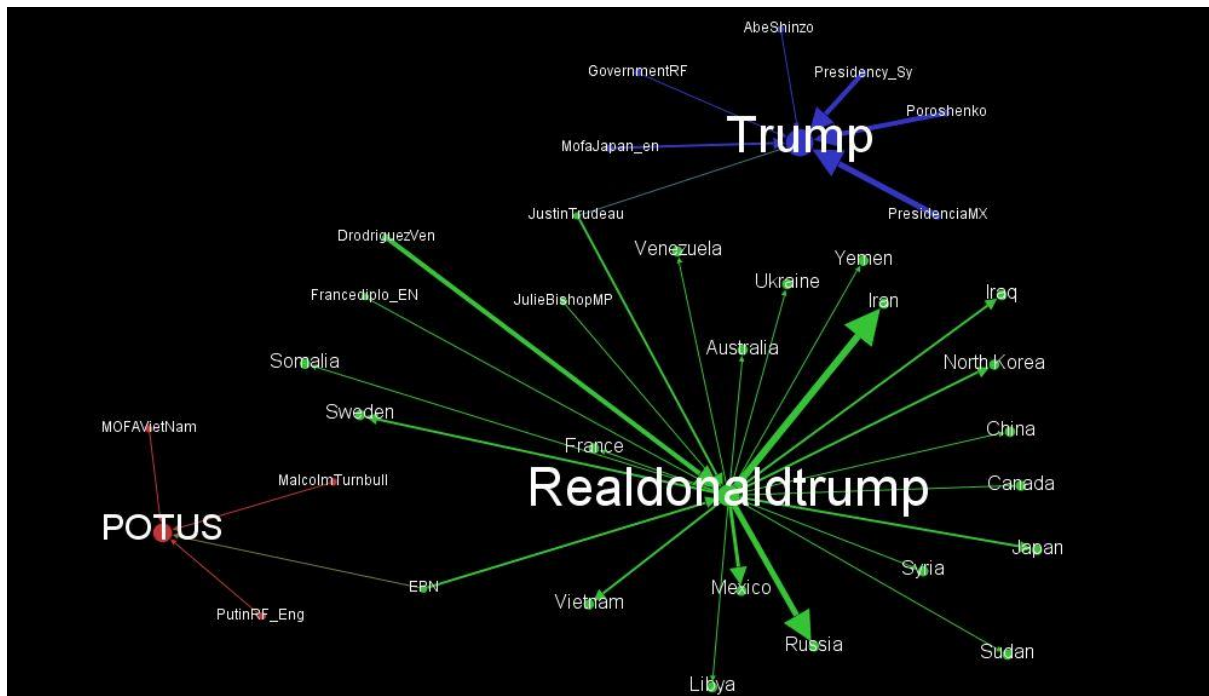 AbeShinzo
GovernmentRF
Presidency_Sy
Poroshenko
Trump
MofaJapan_en
JustinTrudeau
PresidenciaMX
DrodriguezVen
Venezuela
Yemen
Ukraine
Francediplo_EN
JulieBishopMP
Iran
Iraq
Australia
Somalia
North Korea
Sweden
MOFAVietNam
China
France
MalcolmTurnbull
Realdonaldtrump
Canada
POTUS
Japan
Syria
EPN
Mexico
Vietnam
PutinRF_Eng
Russia
Sudan
Libya